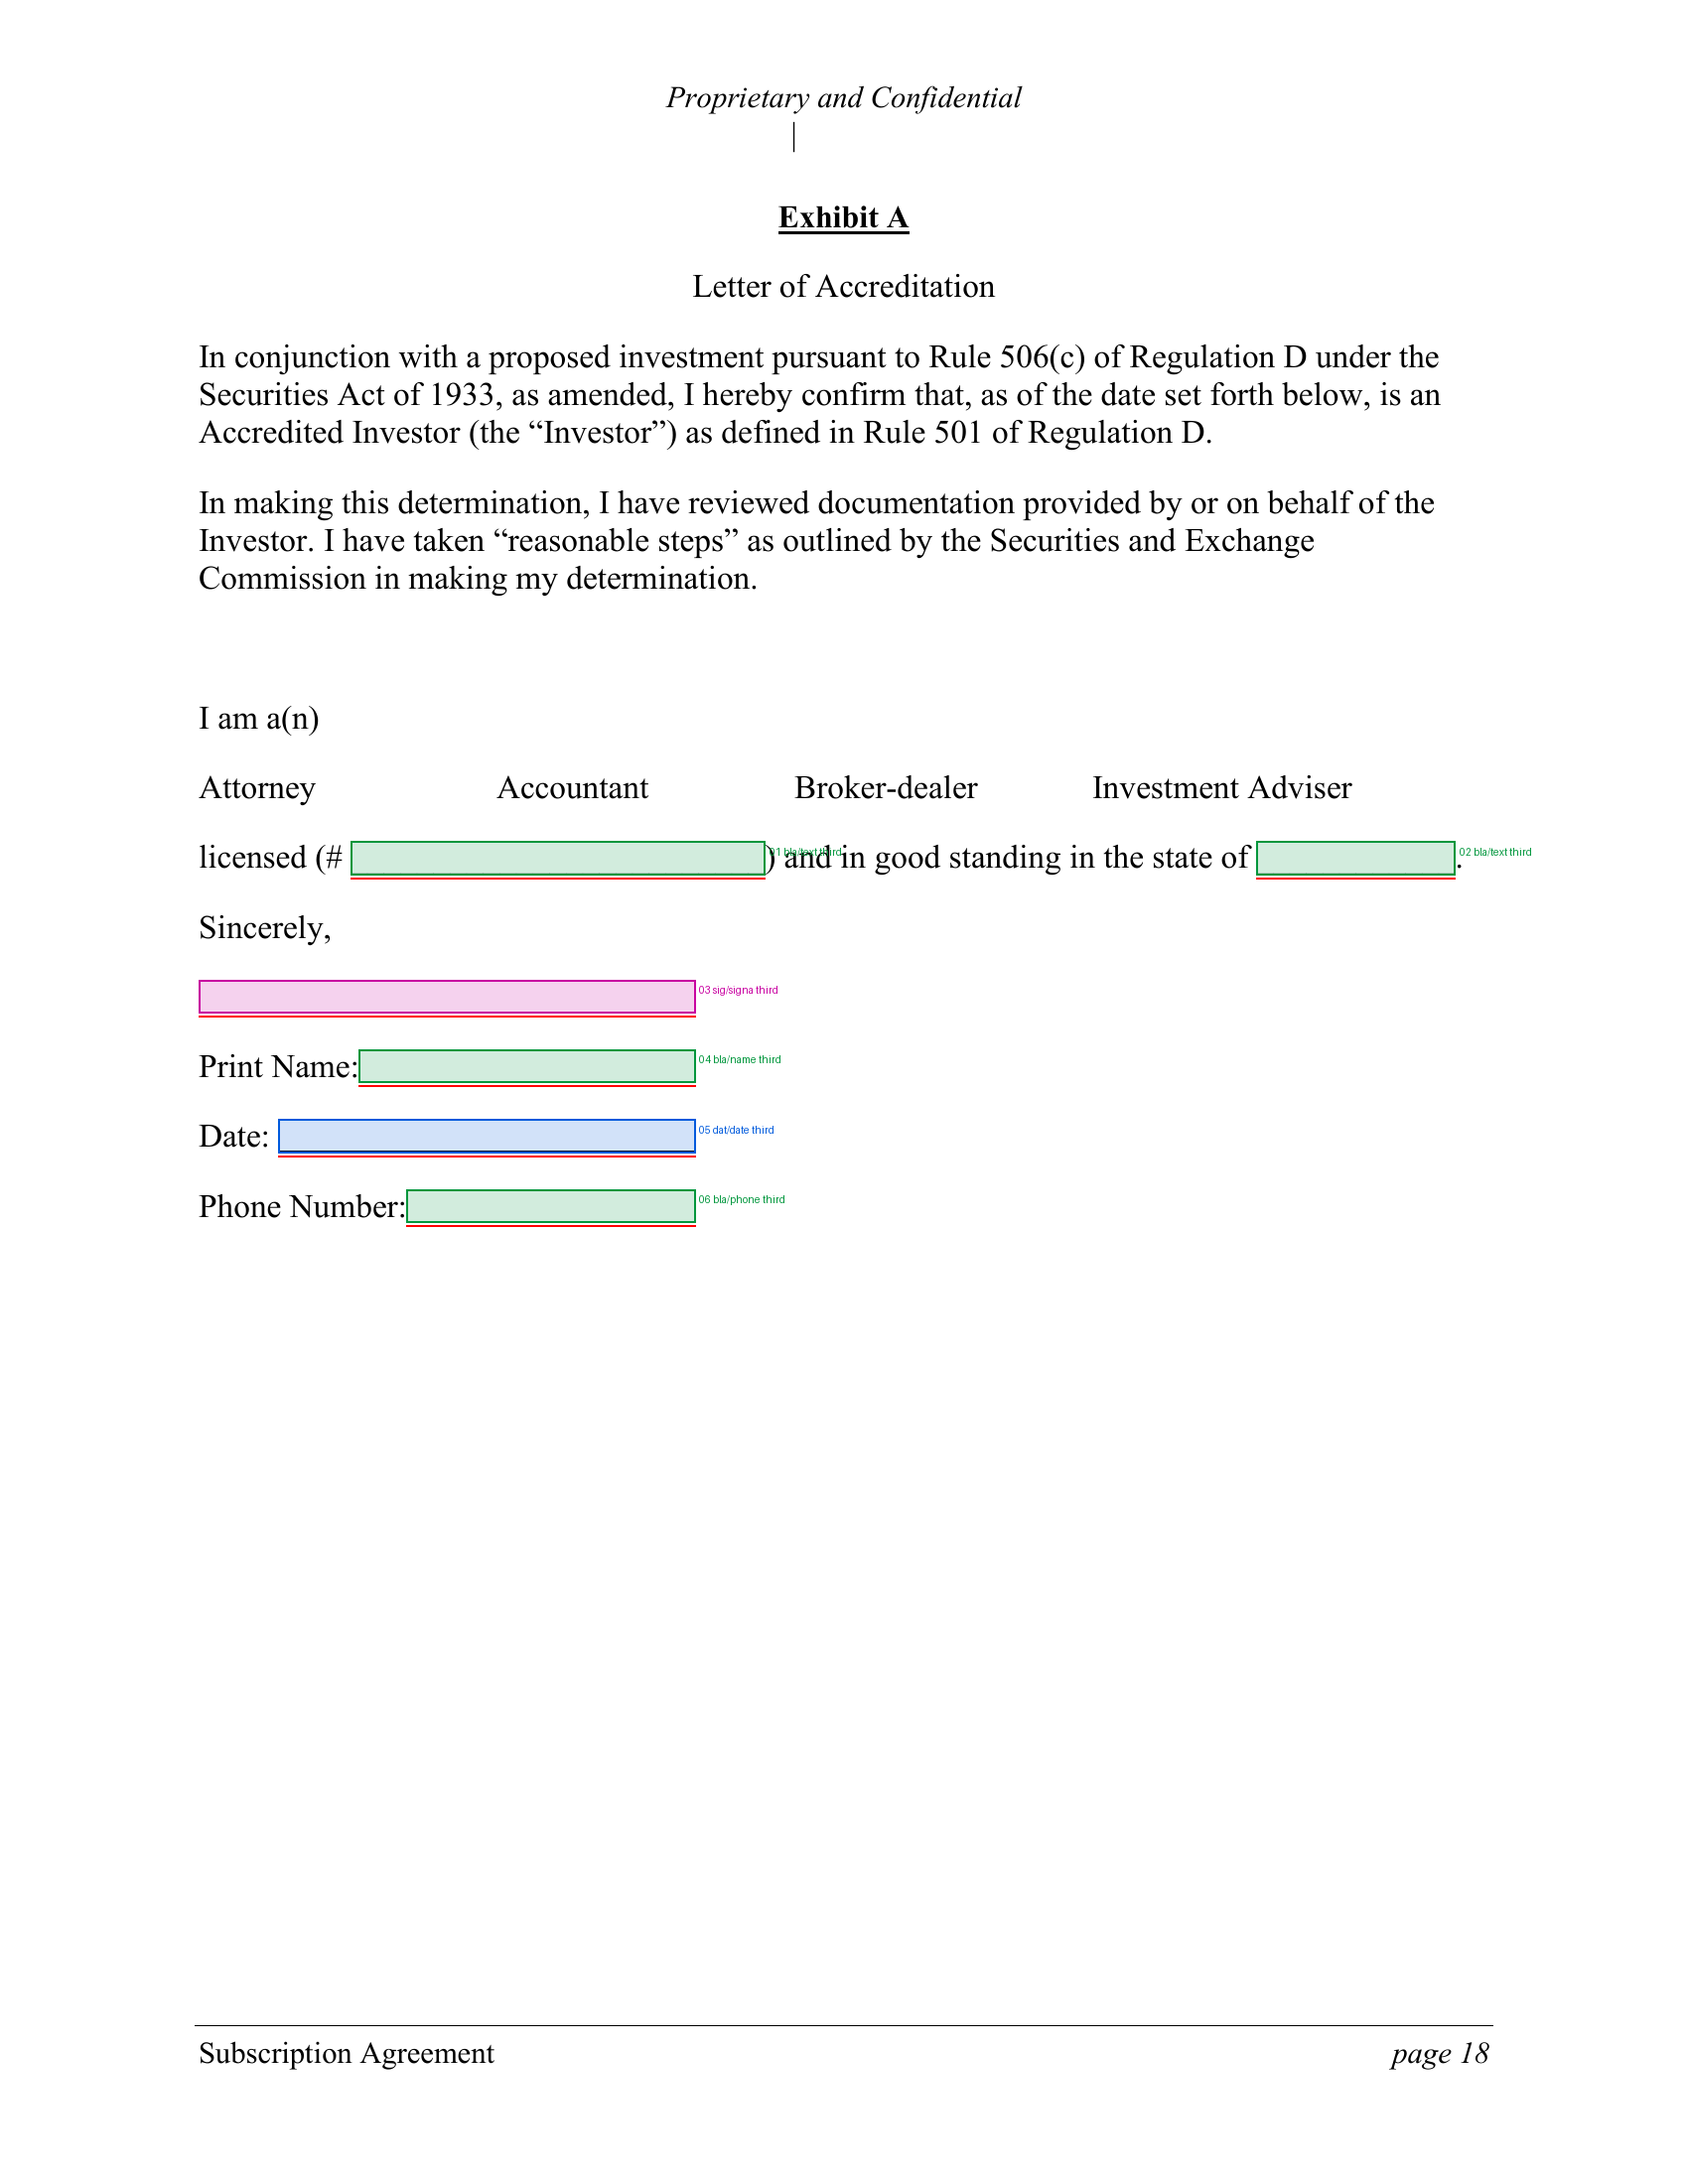 Proprietary and Confidential
|
Exhibit A
Letter of Accreditation
In conjunction with a proposed investment pursuant to Rule 506(c) of Regulation D under the
Securities Act of 1933, as amended, I hereby confirm that, as of the date set forth below, is an
Accredited Investor (the “Investor”) as defined in Rule 501 of Regulation D.
In making this determination, I have reviewed documentation provided by or on behalf of the
Investor. I have taken “reasonable steps” as outlined by the Securities and Exchange
Commission in making my determination.
I am a(n)
Attorney Accountant Broker-dealer Investment Adviser
licensed (# ) and in good standing in the state of .
01 bla/text third 02 bla/text third
Sincerely,
03 sig/signa third
Print Name: 04 bla/name third
Date: 05 dat/date third
Phone Number: 06 bla/phone third
Subscription Agreement page 18